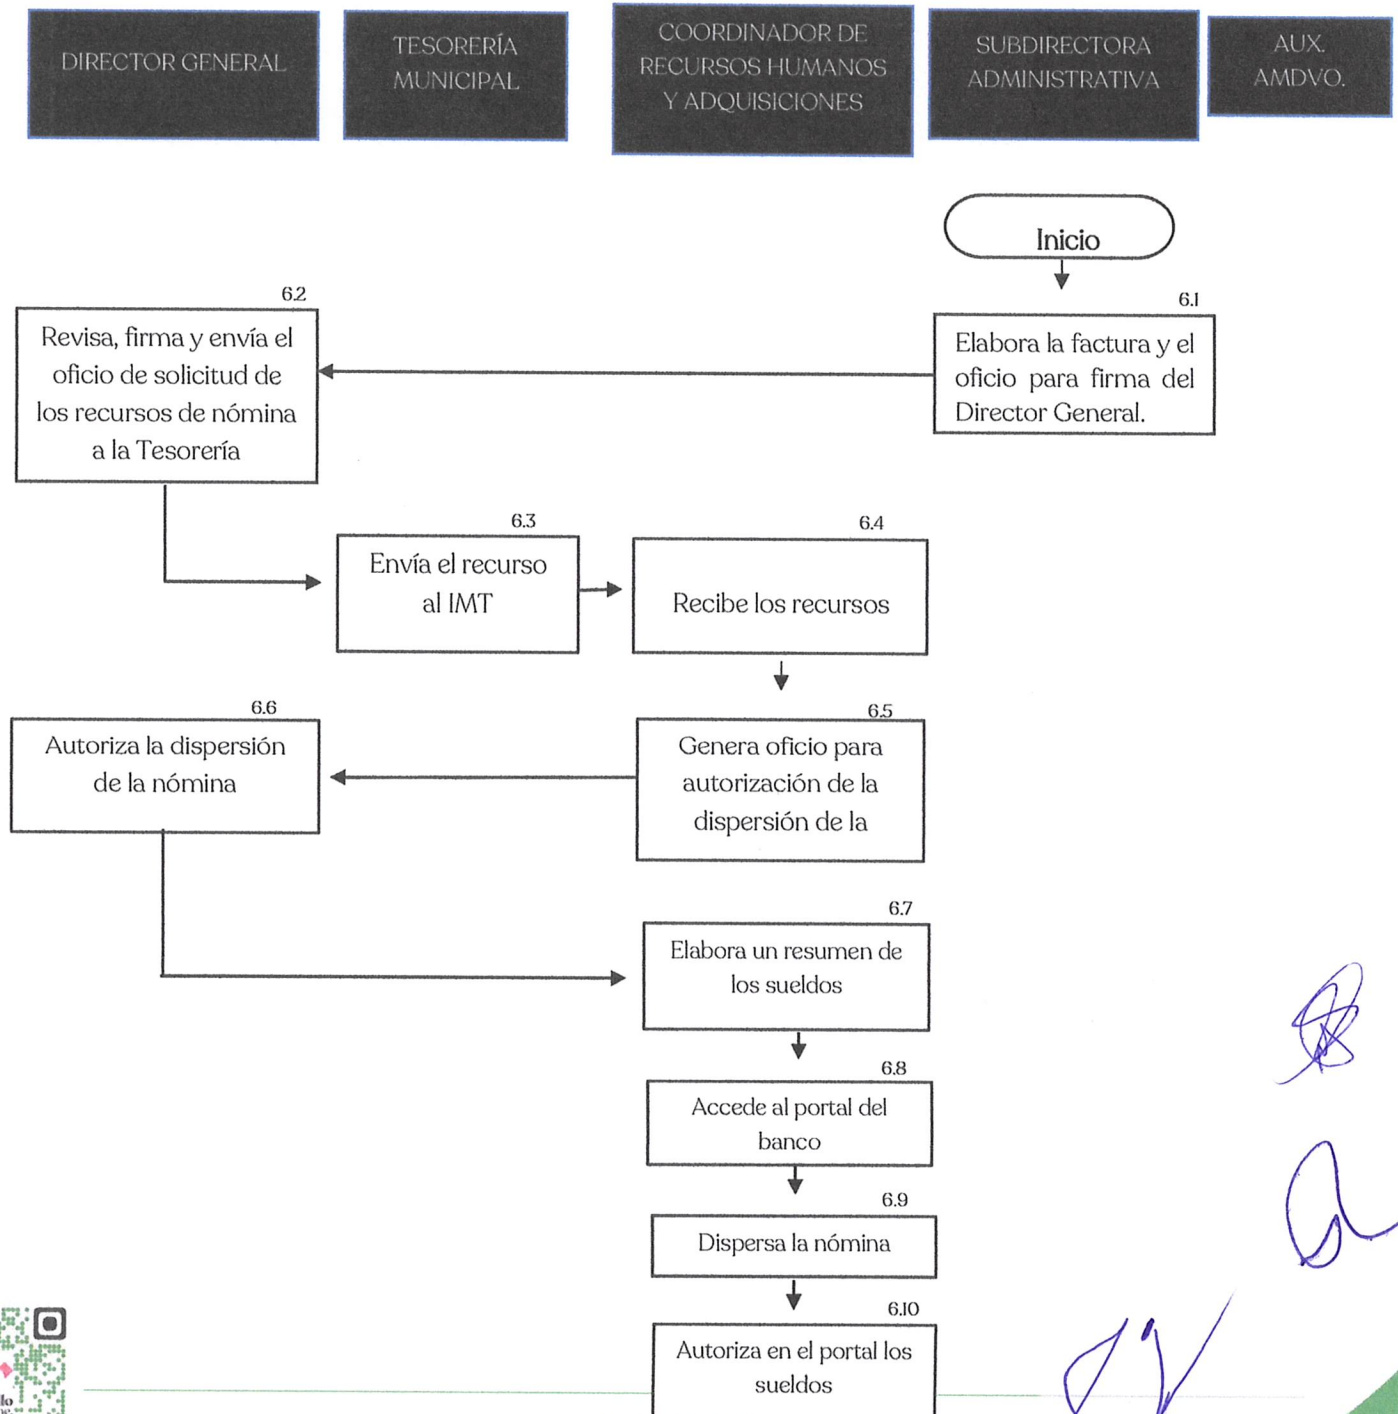 DIRECTOR GENERAL
TESORERÍA
MUNICIPAL
COORDINADOR DE
RECURSOS HUMANOS
Y ADQUISICIONES
SUBDIRECTORA
ADMINISTRATIVA
AUX.
AMDVO.
Inicio
6.1
Elabora la factura y el
oficio para firma del
Director General.
6.2
Revisa, firma y envía el
oficio de solicitud de
los recursos de nómina
a la Tesorería
6.3
Envía el recurso
al IMT
6.4
Recibe los recursos
6.5
Genera oficio para
autorización de la
dispersión de la
6.6
Autoriza la dispersión
de la nómina
6.7
Elabora un resumen de
los sueldos
6.8
Accede al portal del
banco
6.9
Dispersa la nómina
6.10
Autoriza en el portal los
sueldos